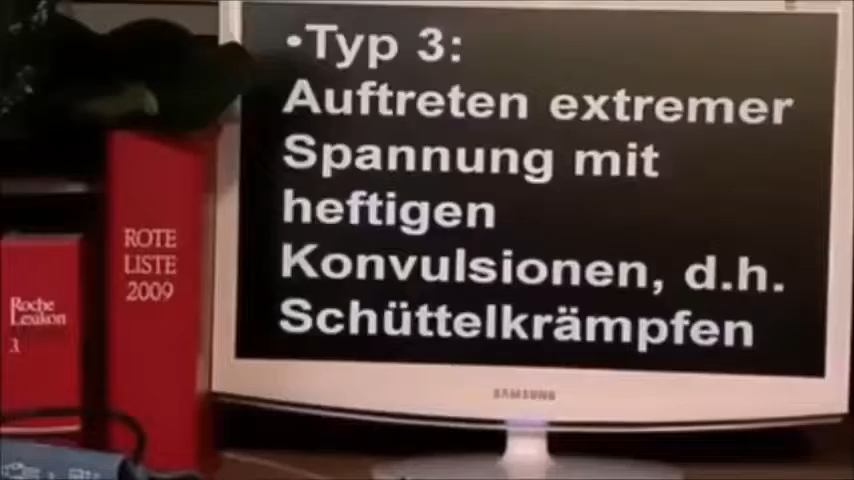 •Typ 3:
Auftreten extremer
Spannung mit
heftigen
Konvulsionen, d.h.
Schüttelkrämpfen
SAMSUNG
ROTE
LISTE
2009
Roche
Lexikon